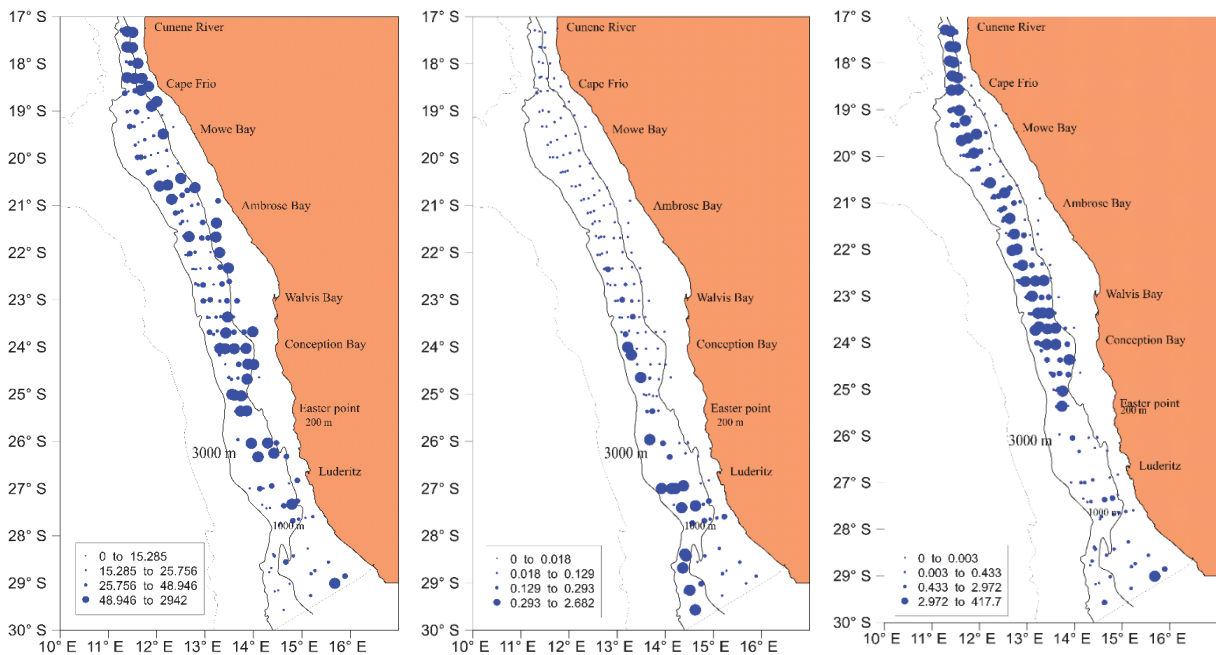 17° S
18° S
19° S
20° S
21° S
22° S
23° S
24° S
25° S
26° S
27° S
28° S
29° S
30° S
10° E
11° E
12° E
13° E
14° E
15° E
16° E
Cunene River
Cape Frio
Mowe Bay
Ambrose Bay
Walvis Bay
Conception Bay
Easter point
200 m
3000 m
Luderitz
1000 m
0 to 15.285
15.285 to 25.756
25.756 to 48.946
48.946 to 2942
17° S
18° S
19° S
20° S
21° S
22° S
23° S
24° S
25° S
26° S
27° S
28° S
29° S
30° S
10° E
11° E
12° E
13° E
14° E
15° E
16° E
Cunene River
Cape Frio
Mowe Bay
Ambrose Bay
Walvis Bay
Conception Bay
Easter point
200 m
3000 m
Luderitz
1000 m
0 to 0.018
0.018 to 0.129
0.129 to 0.293
0.293 to 2.682
17° S
18° S
19° S
20° S
21° S
22° S
23° S
24° S
25° S
26° S
27° S
28° S
29° S
30° S
10° E
11° E
12° E
13° E
14° E
15° E
16° E
Cunene River
Cape Frio
Mowe Bay
Ambrose Bay
Walvis Bay
Conception Bay
Easter point
200 m
3000 m
Luderitz
1000 m
0 to 0.003
0.003 to 0.433
0.433 to 2.972
2.972 to 417.7